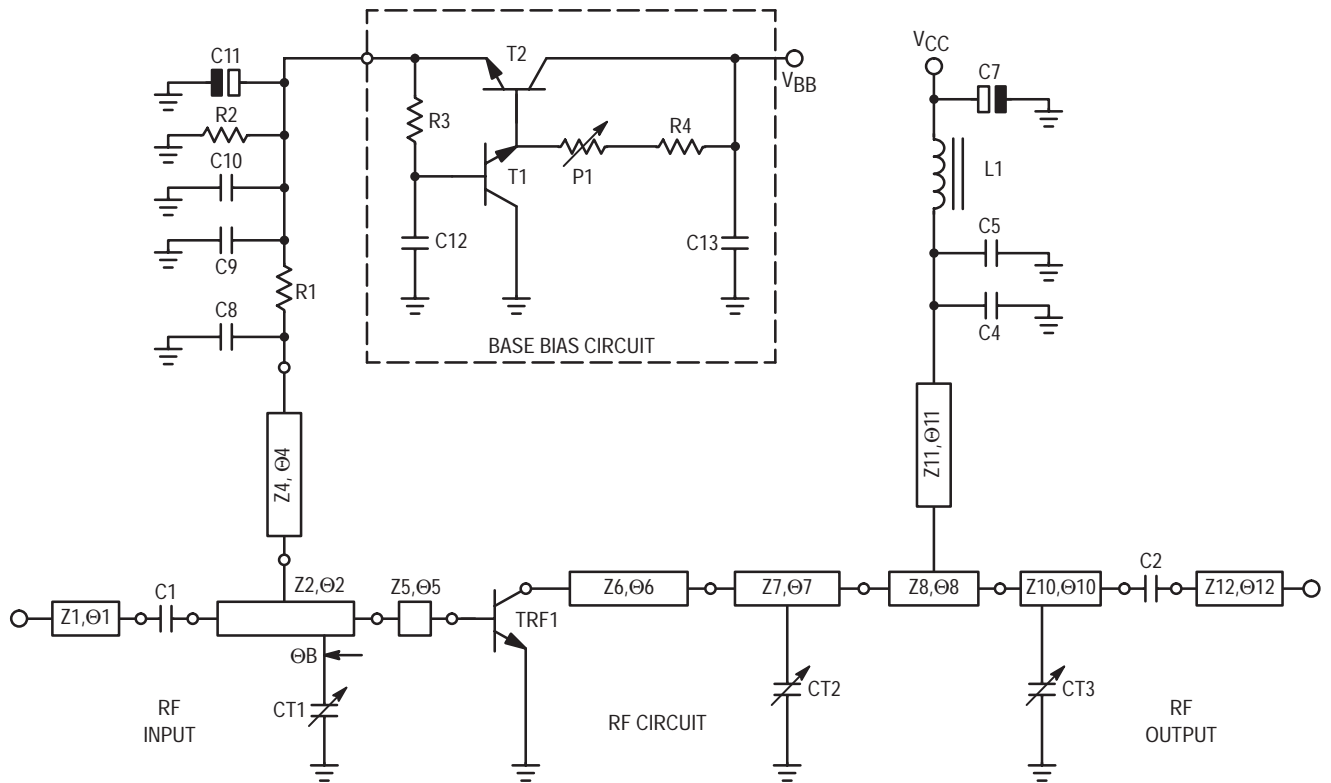 C11
T2
VBB
VCC
C7
R2
R3
R4
C10
T1
P1
L1
C12
C13
C5
C9
R1
C8
C4
BASE BIAS CIRCUIT
Z4, Θ4
Z11,Θ11
Z1,Θ1
C1
Z2,Θ2
Z5,Θ5
TRF1
Z6,Θ6
Z7,Θ7
Z8,Θ8
Z10,Θ10
C2
Z12,Θ12
ΘB
CT1
CT2
CT3
RF
INPUT
RF CIRCUIT
RF
OUTPUT